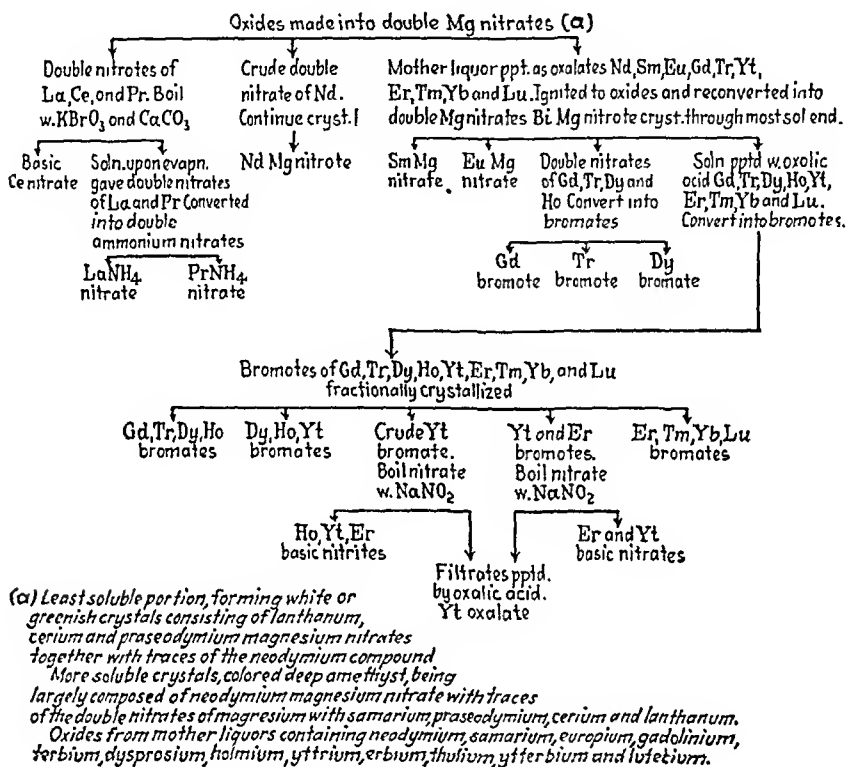 Oxides made into double Mg nitrates (a)
Double nitrates of
La, Ce, and Pr. Boil
w. KBrO3 and CaCO3
Crude double
nitrate of Nd.
Continue cryst.
Mother liquor ppt. as oxalates Nd, Sm, Eu, Gd, Tr, Yt,
Er, Tm, Yb and Lu. Ignited to oxides and reconverted into
double Mg nitrates Bi. Mg nitrate cryst. through most sol end.
Basic
Ce nitrate
Soln. upon evapn.
gave double nitrates
of La and Pr Converted
into double
ammonium nitrates
Nd Mg nitrate
Sm Mg
nitrate
Eu Mg
nitrate
Double nitrates
of Gd, Tr, Dy and
Ho Convert into
bromates
Soln pptd w. oxolic
acid Gd, Tr, Dy, Ho, Yt,
Er, Tm, Yb and Lu.
Convert into bromotes.
LaNH4
nitrate
PrNH4
nitrate
Gd
bromote
Tr
bromote
Dy
bromate
Bromotes of Gd, Tr, Dy, Ho, Yt, Er, Tm, Yb, and Lu
fractionally crystallized
Gd, Tr, Dy, Ho
bromates
Dy, Ho, Yt
bromates
Crude Yt
bromate.
Boil nitrate
w. NaNO2
Yt and Er
bromotes.
Boil nitrate
w. NaNO2
Er, Tm, Yb, Lu
bromates
Ho, Yt, Er
basic nitrites
Filtrates pptd.
by oxalic acid.
Yt oxalate
Er and Yt
basic nitrates
(a) Least soluble portion, forming white or
greenish crystals consisting of lanthanum,
cerium and praseodymium magnesium nitrates
together with traces of the neodymium compound
More soluble crystals, colored deep amethyst, being
largely composed of neodymium magnesium nitrate with traces
of the double nitrates of magresium with samarium, praseodymium, cerium and lanthanum.
Oxides from mother liquors containing neodymium, samarium, europium, gadolinium,
terbium, dysprosium, holmium, yttrium, erbium, thulium, ytterbium and lutecium.